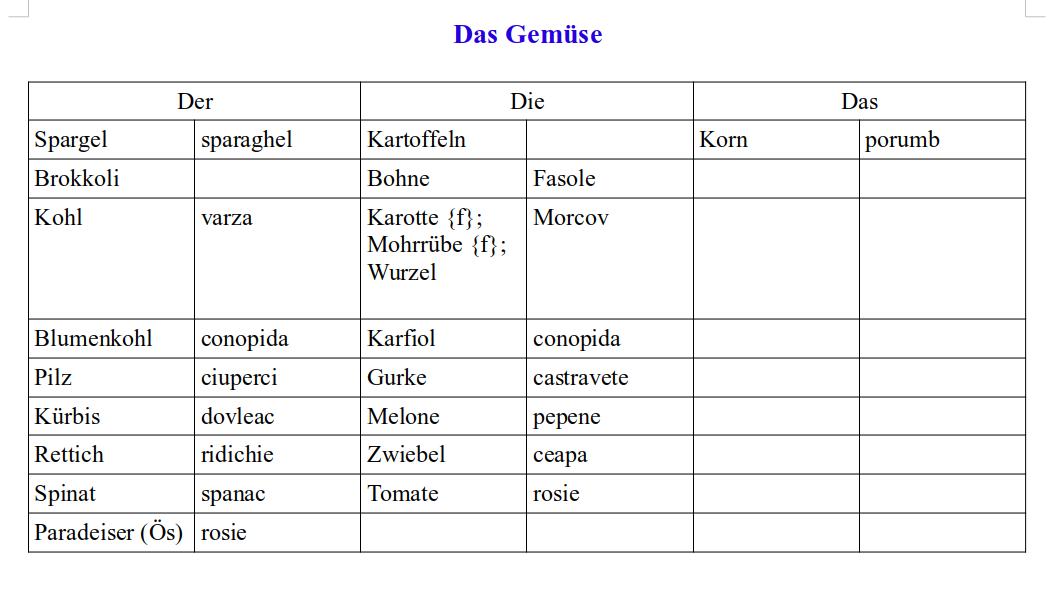 Das Gemüse
Der Die Das
Spargel sparaghel Kartoffeln Korn porumb
Brokkoli Bohne Fasole
Kohl varza Karotte {f}; Morcov
Mohrrübe {f};
Wurzel
Blumenkohl conopida Karfiol conopida
Pilz ciuperci Gurke castravete
Kürbis dovleac Melone pepene
Rettich ridichie Zwiebel ceapa
Spinat spanac Tomate rosie
Paradeiser (Ös) rosie